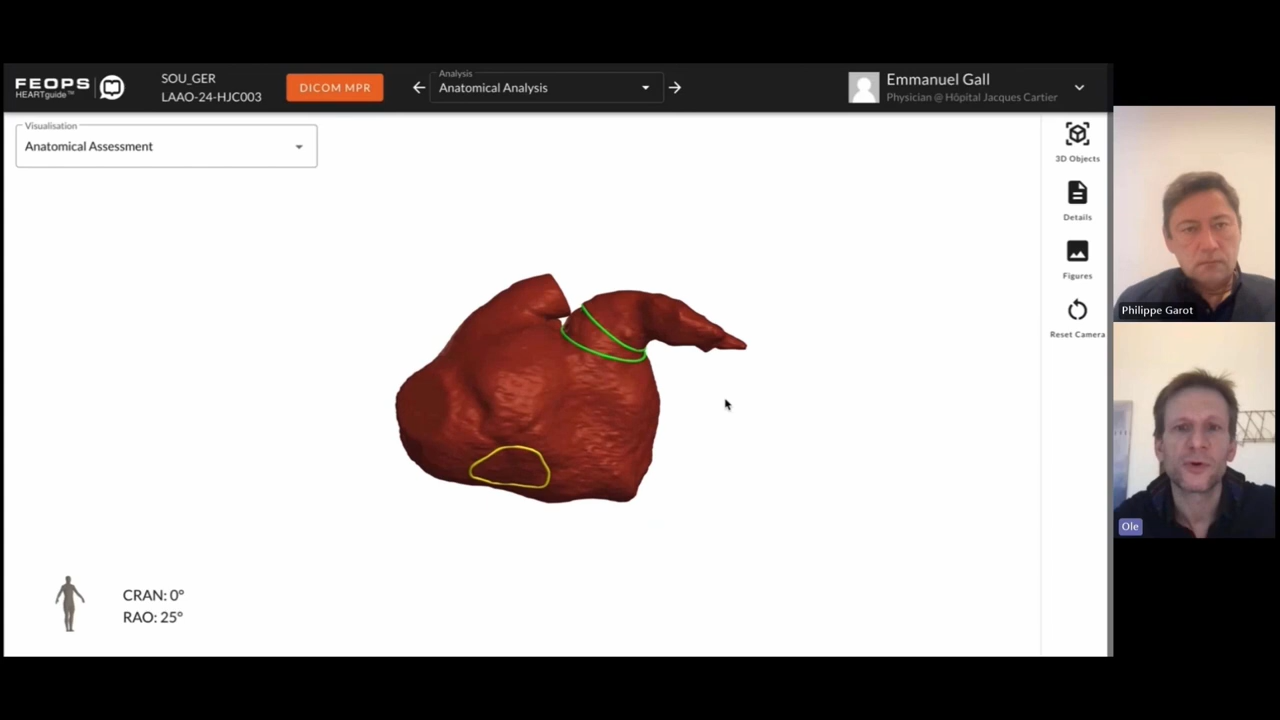 FEOPS
HEARTguide™
SOU_GER
LAAO-24-HJC003
DICOM MPR
Analysis
Anatomical Analysis
Emmanuel Gall
Physician @ Hôpital Jacques Cartier
Visualisation
Anatomical Assessment
3D Objects
Details
Figures
Reset Camera
CRAN: 0°
RAO: 25°
Philippe Garot
Ole